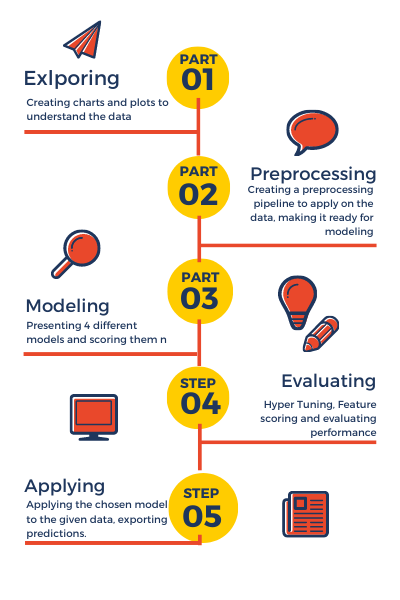 PART
01
Exlporing
Creating charts and plots to
understand the data
PART
02
Preprocessing
Creating a preprocessing
pipeline to apply on the
data, making it ready for
modeling
PART
03
Modeling
Presenting 4 different
models and scoring them n
STEP
04
Evaluating
Hyper Tuning, Feature
scoring and evaluating
performance
STEP
05
Applying
Applying the chosen model
to the given data, exporting
predictions.